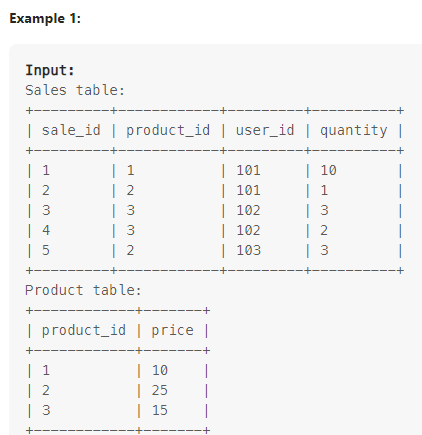 Example 1:
Input:
Sales table:
+---------+------------+---------+----------+
| sale_id | product_id | user_id | quantity |
+---------+------------+---------+----------+
| 1       | 1          | 101     | 10       |
| 2       | 2          | 101     | 1        |
| 3       | 3          | 102     | 3        |
| 4       | 3          | 102     | 2        |
| 5       | 2          | 103     | 3        |
+---------+------------+---------+----------+
Product table:
+------------+-------+
| product_id | price |
+------------+-------+
| 1          | 10    |
| 2          | 25    |
| 3          | 15    |
+------------+-------+